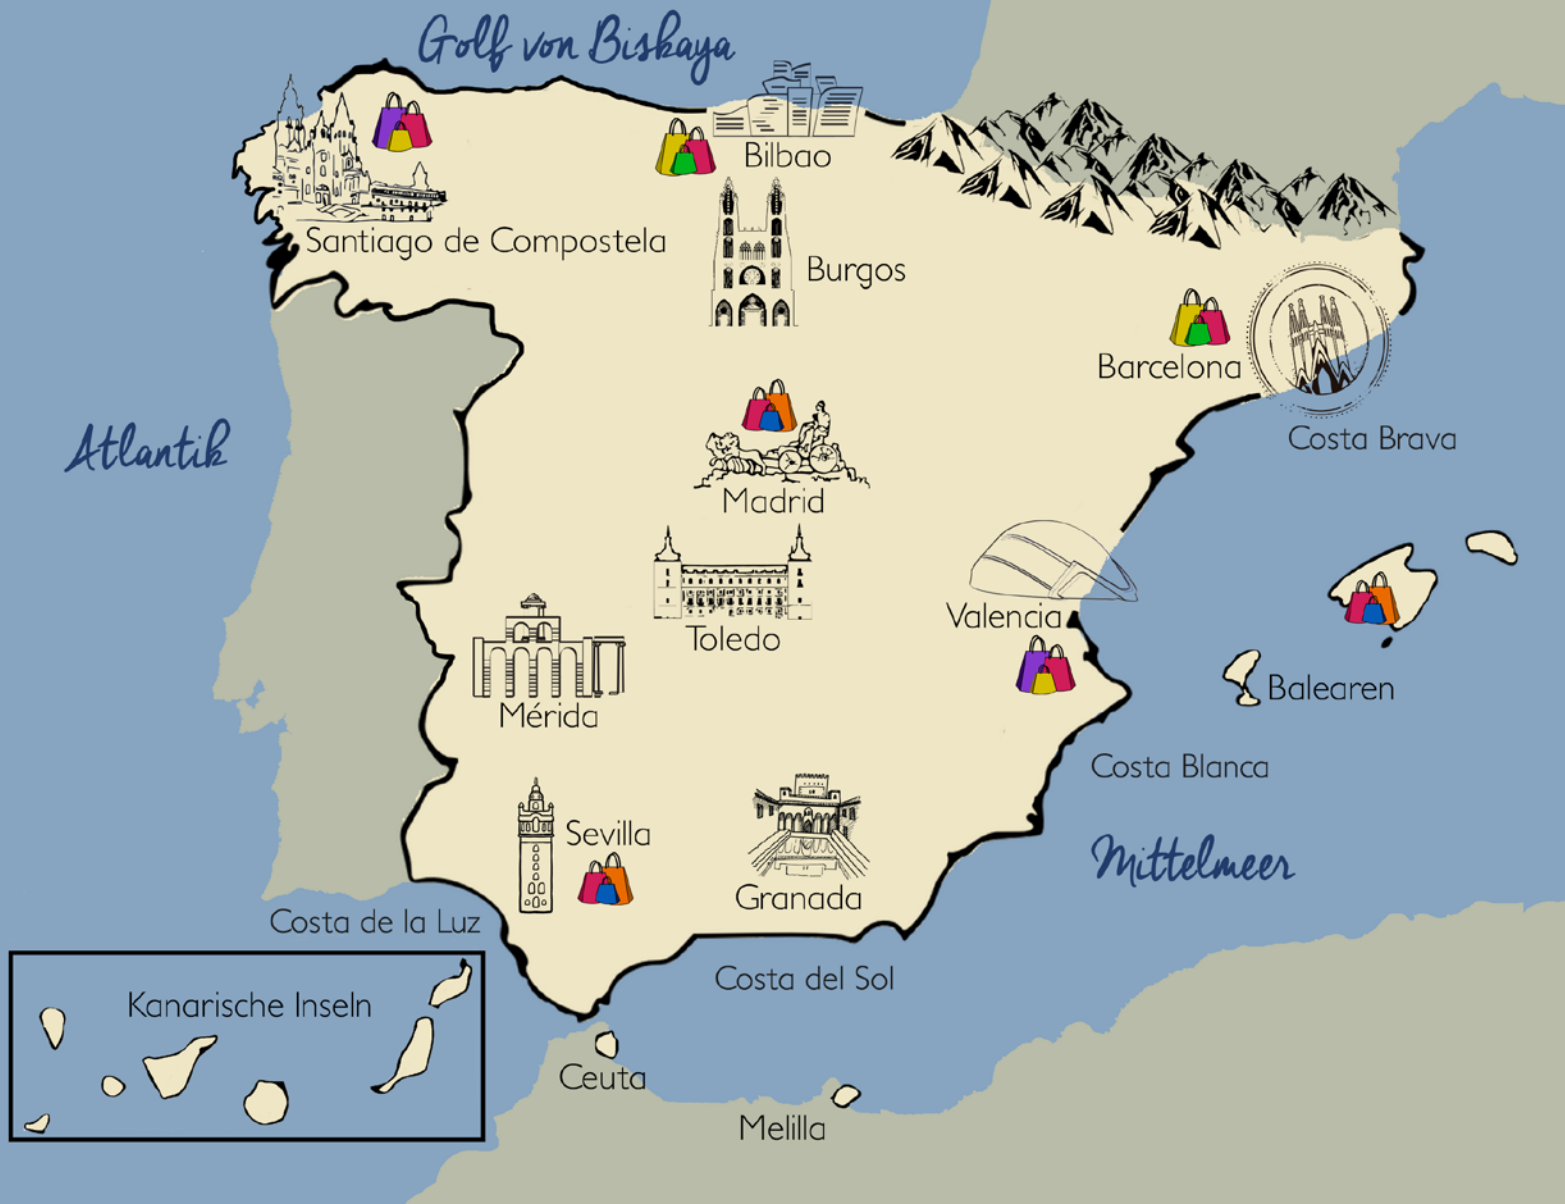 Golf von Biskaya
Bilbao
Santiago de Compostela
Burgos
Barcelona
Costa Brava
Atlantik
Madrid
Valencia
Toledo
Balearen
Mérida
Costa Blanca
Sevilla
Mittelmeer
Granada
Costa de la Luz
Costa del Sol
Kanarische Inseln
Ceuta
Melilla